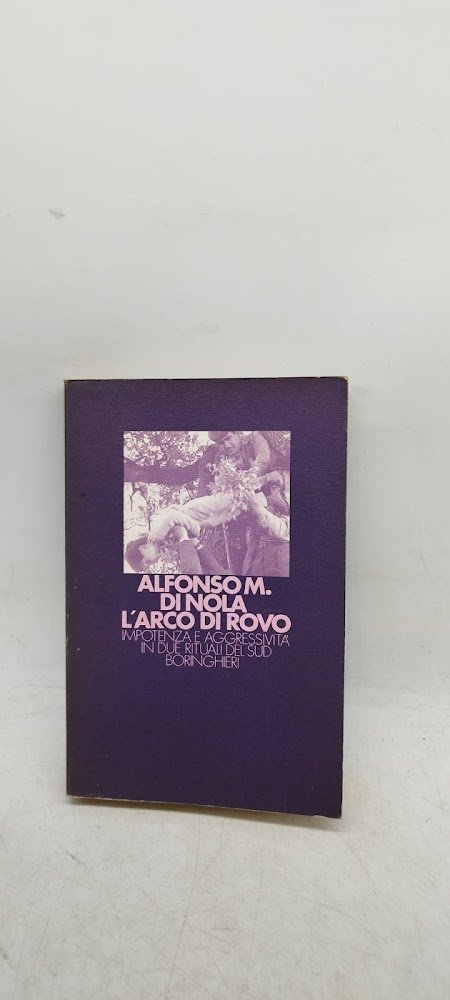 ALFONSO M.
DI NOLA
L'ARCO DI ROVO
IMPOTENZA E AGGRESSIVITÀ
IN DUE RITUALI DEL SUD
BORINGHIERI